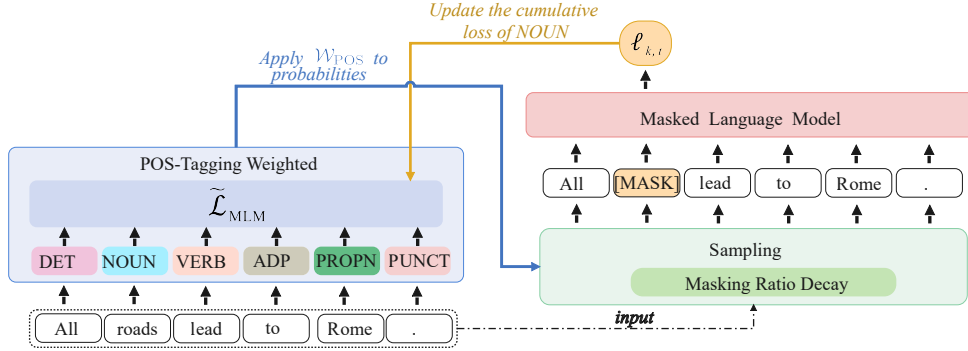 Update the cumulative
loss of NOUN
ℓ k, t
Apply 𝒲POS to
probabilities
Masked Language Model
POS-Tagging Weighted
All [MASK] lead to Rome .
ℒ̃MLM
DET NOUN VERB ADP PROPN PUNCT
Sampling
Masking Ratio Decay
All roads lead to Rome .
input